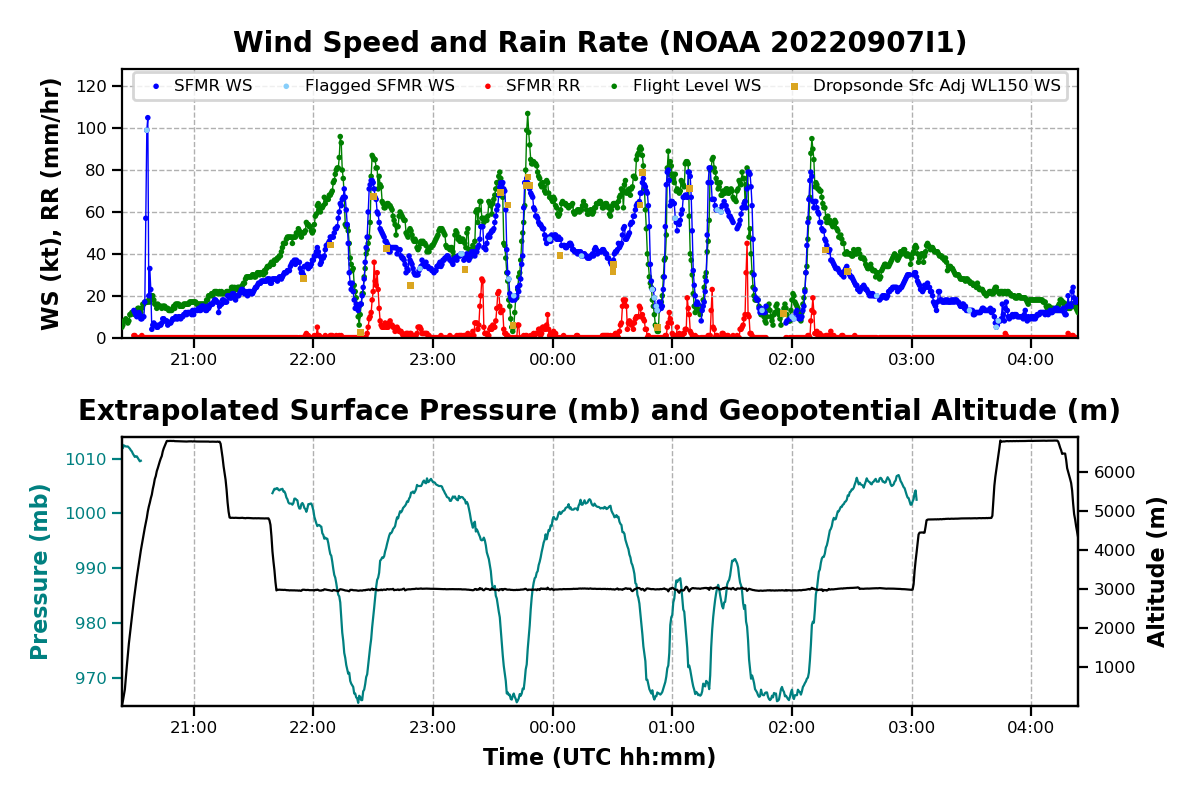 Wind Speed and Rain Rate (NOAA 20220907I1)
WS (kt), RR (mm/hr)
SFMR WS Flagged SFMR WS SFMR RR Flight Level WS Dropsonde Sfc Adj WL150 WS
120
100
80
60
40
20
0
21:00 22:00 23:00 00:00 01:00 02:00 03:00 04:00
Extrapolated Surface Pressure (mb) and Geopotential Altitude (m)
Pressure (mb)
1010
1000
990
980
970
6000
5000
4000
3000
2000
1000
Altitude (m)
21:00 22:00 23:00 00:00 01:00 02:00 03:00 04:00
Time (UTC hh:mm)